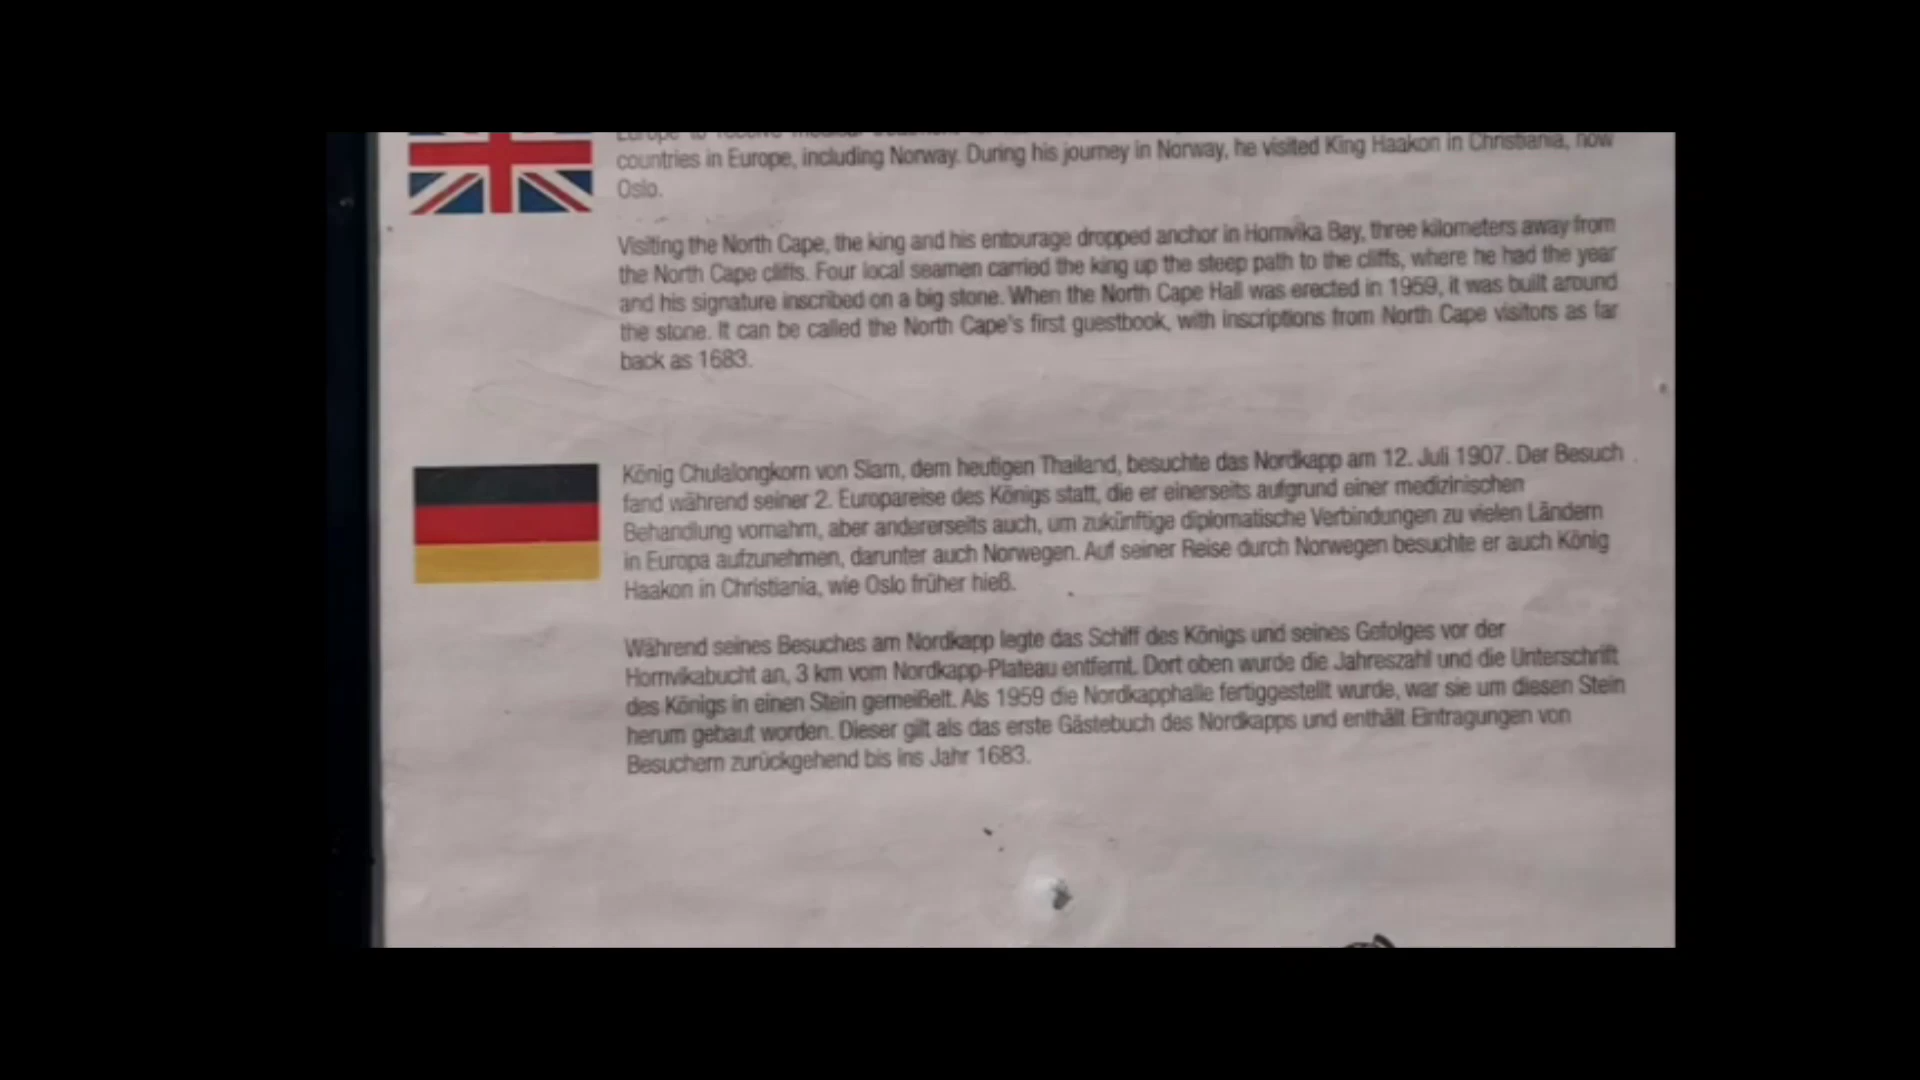 Europe to receive medical treatment
countries in Europe, including Norway. During his journey in Norway, he visited King Haakon in Christiania, now
Oslo.
Visiting the North Cape, the king and his entourage dropped anchor in Hornvika Bay, three kilometers away from
the North Cape cliffs. Four local seamen carried the king up the steep path to the cliffs, where he had the year
and his signature inscribed on a big stone. When the North Cape Hall was erected in 1959, it was built around
the stone. It can be called the North Cape's first guestbook, with inscriptions from North Cape visitors as far
back as 1683.
König Chulalongkorn von Siam, dem heutigen Thailand, besuchte das Nordkapp am 12. Juli 1907. Der Besuch
fand während seiner 2. Europareise des Königs statt, die er einerseits aufgrund einer medizinischen
Behandlung vornahm, aber andererseits auch, um zukünftige diplomatische Verbindungen zu vielen Ländern
in Europa aufzunehmen, darunter auch Norwegen. Auf seiner Reise durch Norwegen besuchte er auch König
Haakon in Christiania, wie Oslo früher hieß.
Während seines Besuches am Nordkapp legte das Schiff des Königs und seines Gefolges vor der
Hornvikabucht an, 3 km vom Nordkapp-Plateau entfernt. Dort oben wurde die Jahreszahl und die Unterschrift
des Königs in einen Stein gemeißelt. Als 1959 die Nordkapphalle fertiggestellt wurde, war sie um diesen Stein
herum gebaut worden. Dieser gilt als das erste Gästebuch des Nordkapps und enthält Eintragungen von
Besuchern zurückgehend bis ins Jahr 1683.